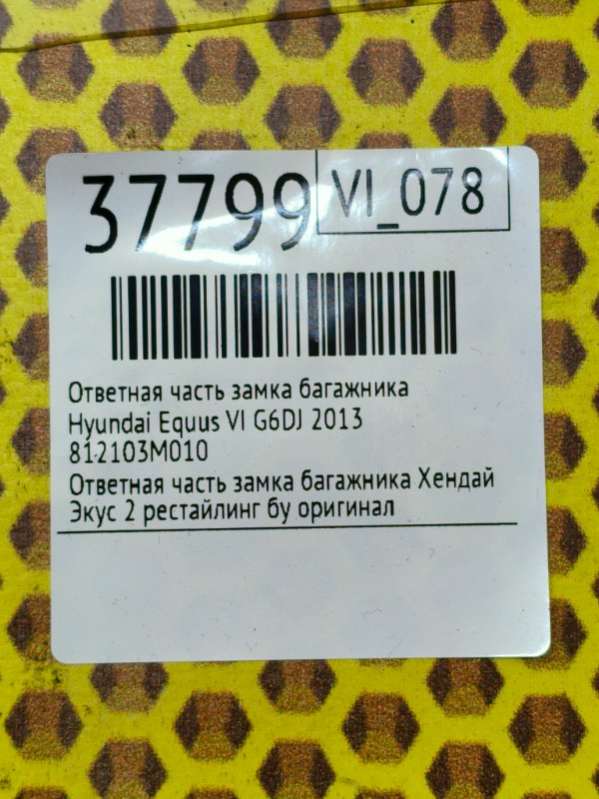 37799
VI_078
Ответная часть замка багажника
Hyundai Equus VI G6DJ 2013
812103M010
Ответная часть замка багажника Хендай
Экус 2 рестайлинг бу оригинал